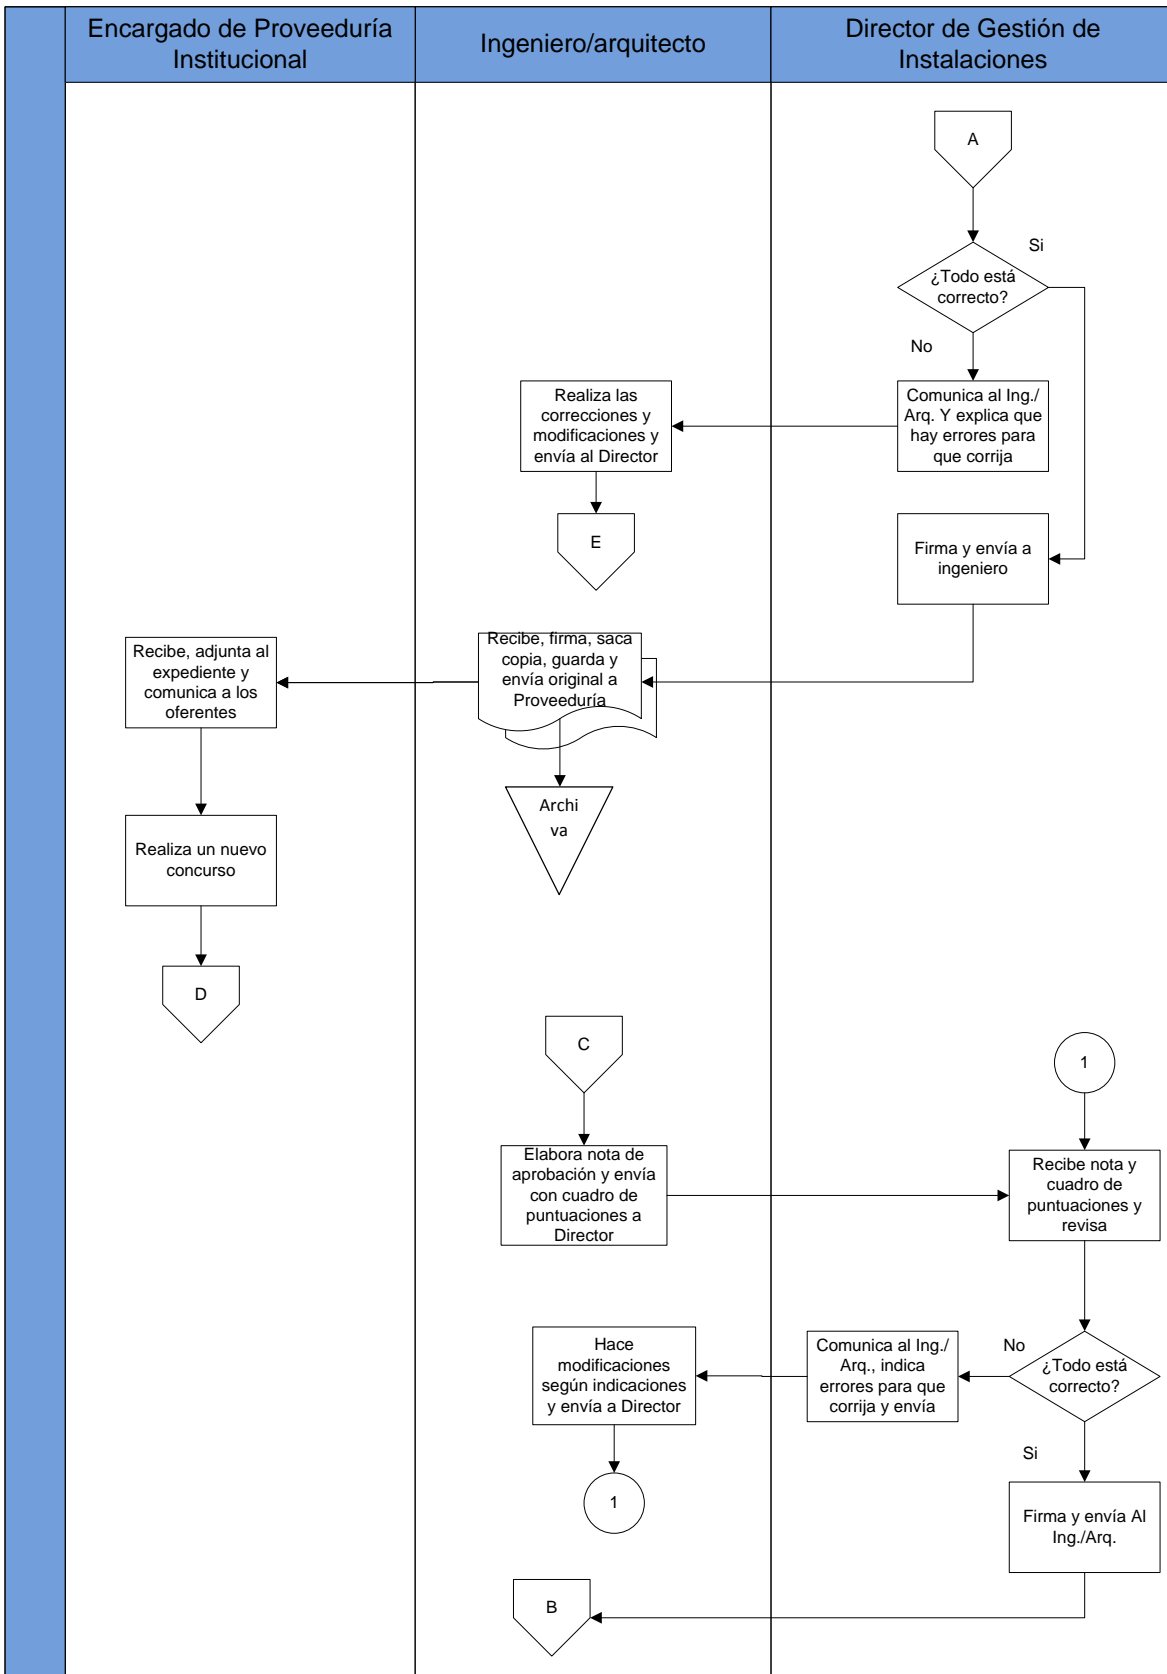 Encargado de Proveeduría
Institucional
Ingeniero/arquitecto
Director de Gestión de
Instalaciones
A
Si
¿Todo está
correcto?
No
Realiza las
correcciones y
modificaciones y
envía al Director
Comunica al Ing./
Arq. Y explica que
hay errores para
que corrija
E
Firma y envía a
ingeniero
Recibe, adjunta al
expediente y
comunica a los
oferentes
Recibe, firma, saca
copia, guarda y
envía original a
Proveeduría
Archi
va
Realiza un nuevo
concurso
D
C
1
Elabora nota de
aprobación y envía
con cuadro de
puntuaciones a
Director
Recibe nota y
cuadro de
puntuaciones y
revisa
Hace
modificaciones
según indicaciones
y envía a Director
Comunica al Ing./
Arq., indica
errores para que
corrija y envía
No
¿Todo está
correcto?
Si
1
Firma y envía Al
Ing./Arq.
B